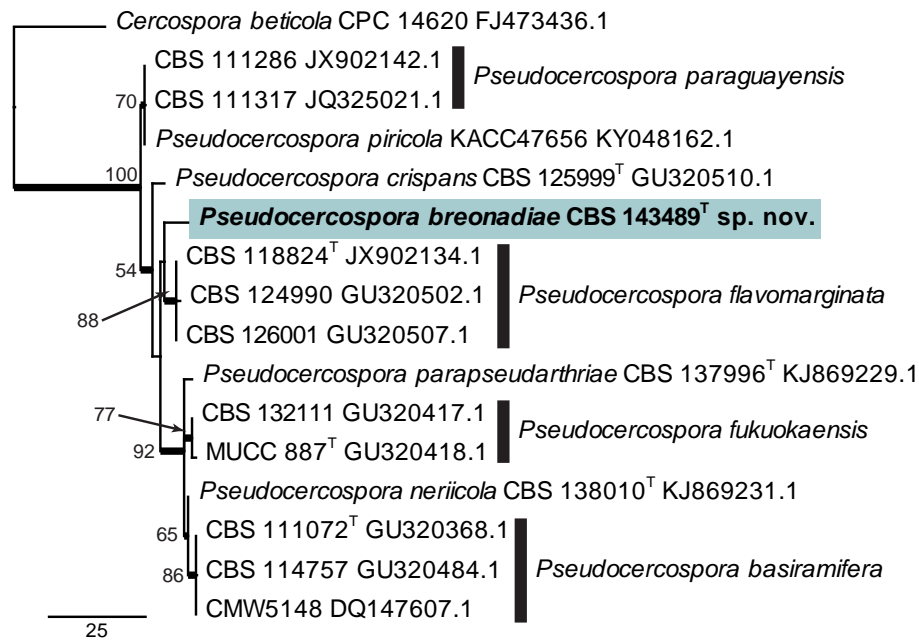 Cercospora beticola CPC 14620 FJ473436.1
CBS 111286 JX902142.1
Pseudocercospora paraguayensis
70
CBS 111317 JQ325021.1
Pseudocercospora piricola KACC47656 KY048162.1
100
Pseudocercospora crispans CBS 125999ᵀ GU320510.1
Pseudocercospora breonadiae CBS 143489ᵀ sp. nov.
CBS 118824ᵀ JX902134.1
54
CBS 124990 GU320502.1
Pseudocercospora flavomarginata
88
CBS 126001 GU320507.1
Pseudocercospora parapseudarthriae CBS 137996ᵀ KJ869229.1
77
CBS 132111 GU320417.1
Pseudocercospora fukuokaensis
92
MUCC 887ᵀ GU320418.1
Pseudocercospora neriicola CBS 138010ᵀ KJ869231.1
65
CBS 111072ᵀ GU320368.1
86
CBS 114757 GU320484.1
Pseudocercospora basiramifera
CMW5148 DQ147607.1
25